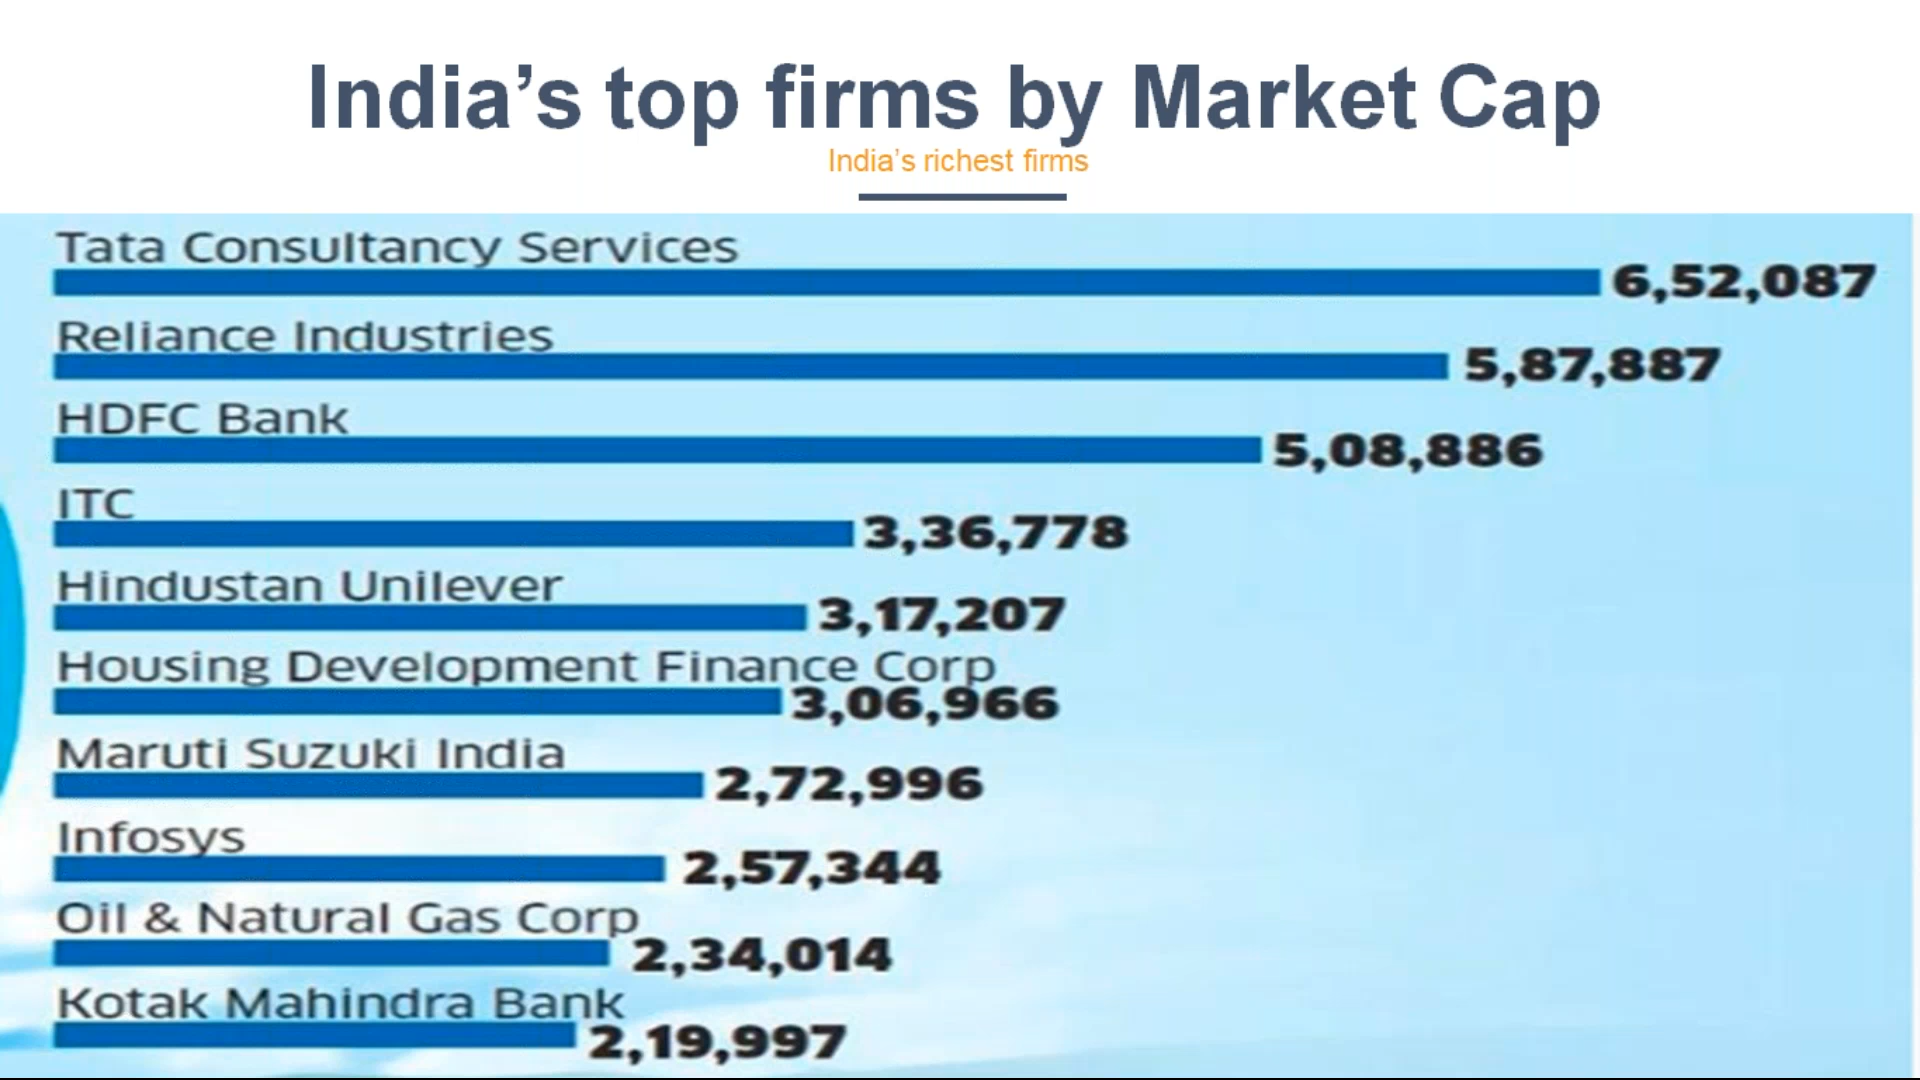 India’s top firms by Market Cap
India’s richest firms
Tata Consultancy Services
6,52,087
Reliance Industries
5,87,887
HDFC Bank
5,08,886
ITC
3,36,778
Hindustan Unilever
3,17,207
Housing Development Finance Corp
3,06,966
Maruti Suzuki India
2,72,996
Infosys
2,57,344
Oil & Natural Gas Corp
2,34,014
Kotak Mahindra Bank
2,19,997